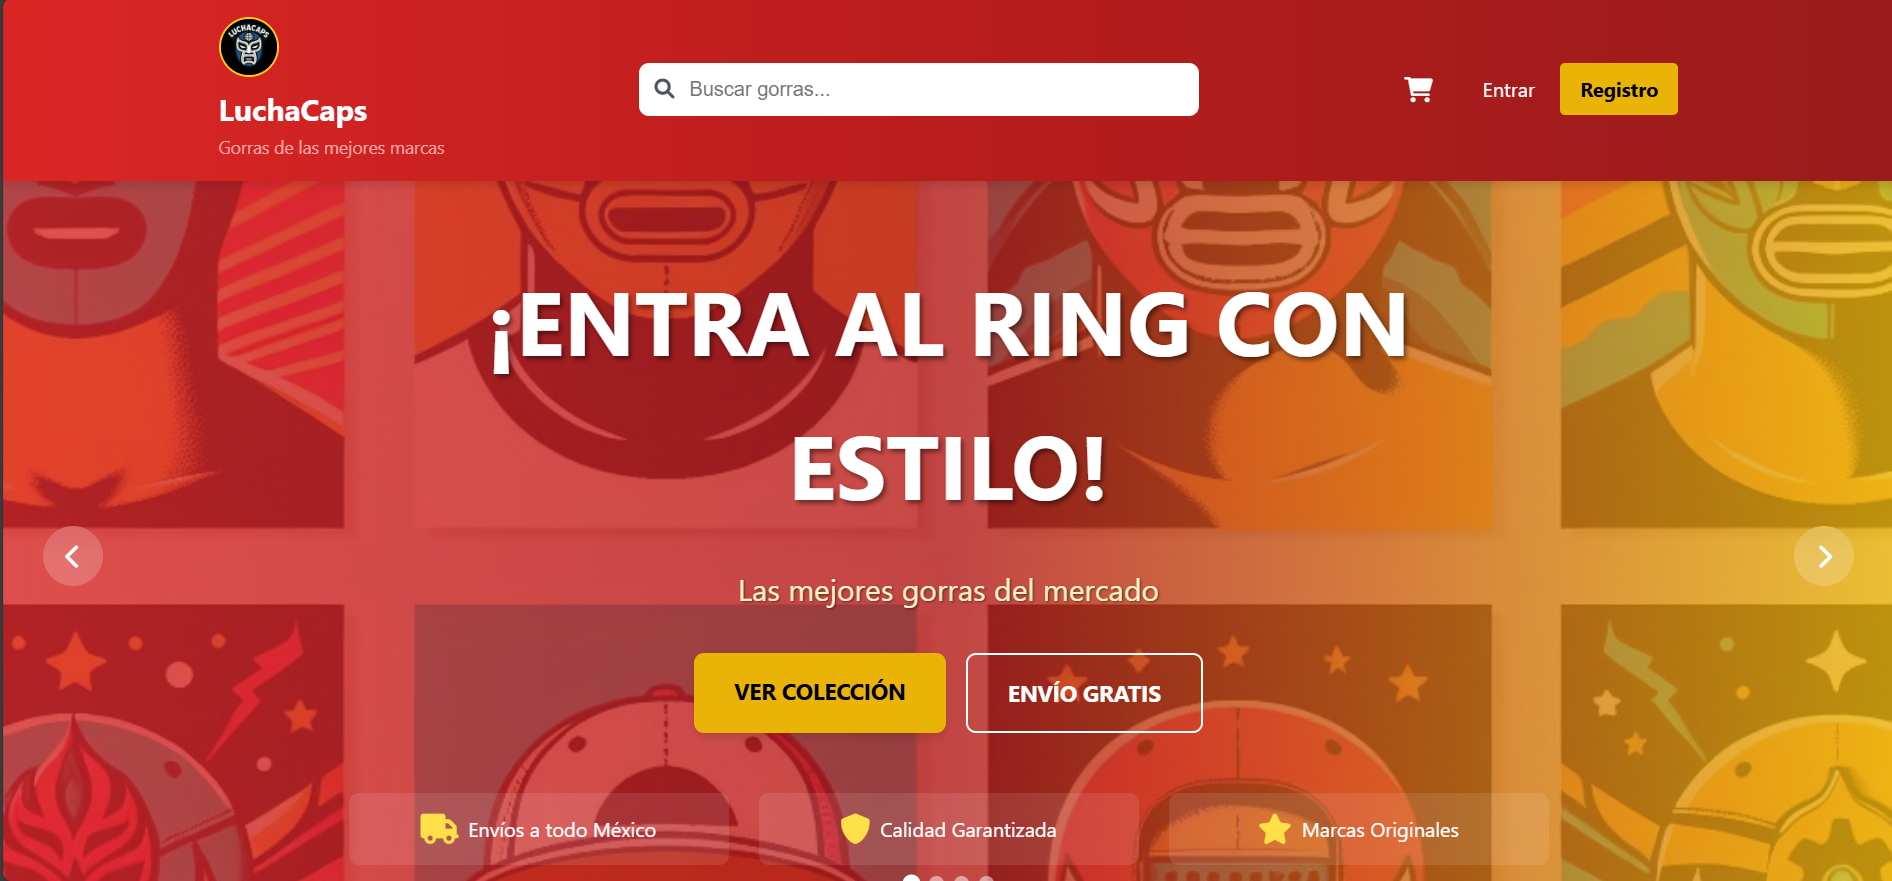 LUCHACAPS
LuchaCaps
Gorras de las mejores marcas
Buscar gorras...
Entrar
Registro
¡ENTRA AL RING CON
ESTILO!
Las mejores gorras del mercado
VER COLECCIÓN
ENVÍO GRATIS
Envíos a todo México
Calidad Garantizada
Marcas Originales